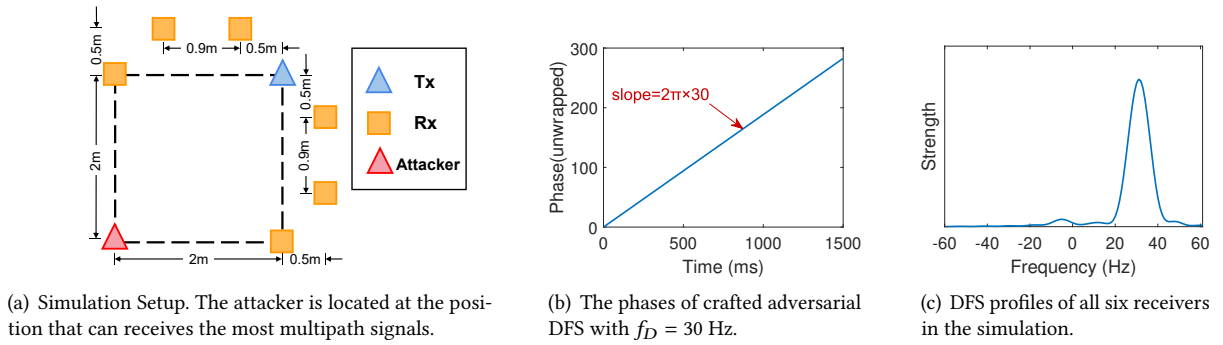 0.5m
0.9m
0.5m
0.5m
0.9m
2m
2m
0.5m
Tx
Rx
Attacker
(a) Simulation Setup. The attacker is located at the posi-
tion that can receives the most multipath signals.
300
200
100
0
Phase(unwrapped)
slope=2π×30
0 500 1000 1500
Time (ms)
(b) The phases of crafted adversarial
DFS with f_D = 30 Hz.
Strength
-60 -40 -20 0 20 40 60
Frequency (Hz)
(c) DFS profiles of all six receivers
in the simulation.